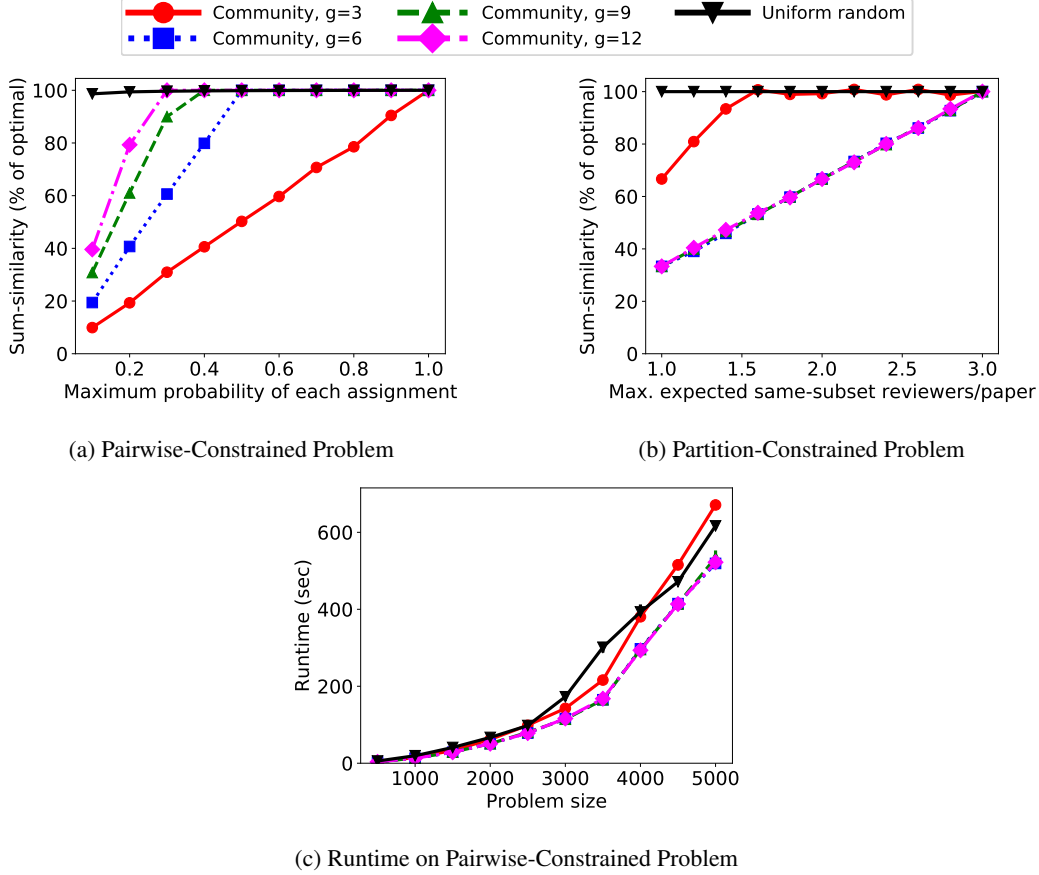 Community, g=3 Community, g=9 Uniform random
Community, g=6 Community, g=12
Sum-similarity (% of optimal)
100
80
60
40
20
0
0.2 0.4 0.6 0.8 1.0
Maximum probability of each assignment
(a) Pairwise-Constrained Problem
Sum-similarity (% of optimal)
100
80
60
40
20
0
1.0 1.5 2.0 2.5 3.0
Max. expected same-subset reviewers/paper
(b) Partition-Constrained Problem
Runtime (sec)
600
400
200
0
1000 2000 3000 4000 5000
Problem size
(c) Runtime on Pairwise-Constrained Problem